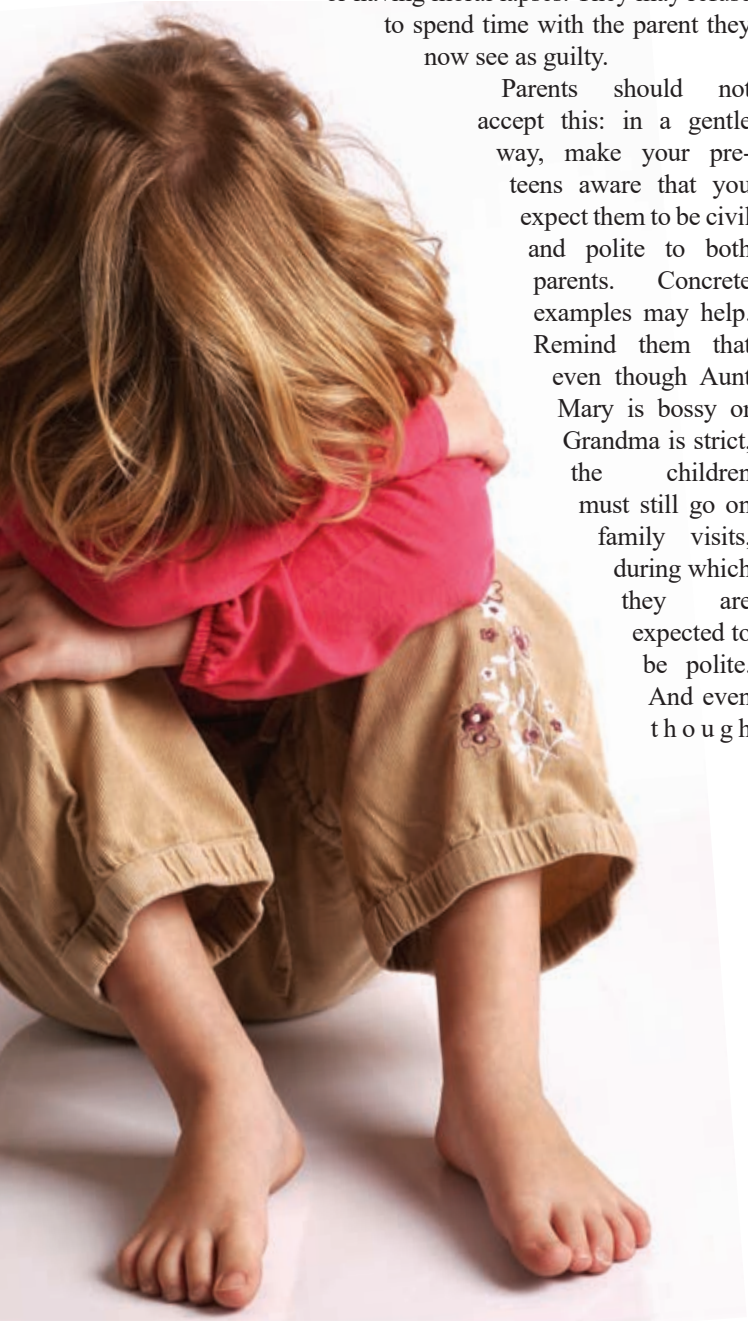 to spend time with the parent they
now see as guilty.
Parents should not
accept this: in a gentle
way, make your pre-
teens aware that you
expect them to be civil
and polite to both
parents. Concrete
examples may help.
Remind them that
even though Aunt
Mary is bossy or
Grandma is strict,
the children
must still go on
family visits,
during which
they are
expected to
be polite.
And even
though